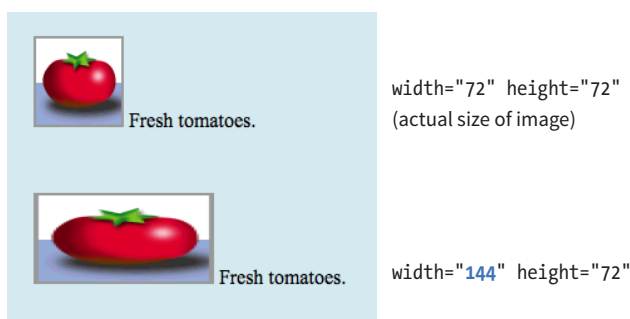 width="72" height="72"
(actual size of image)
Fresh tomatoes.
Fresh tomatoes.
width="144" height="72"